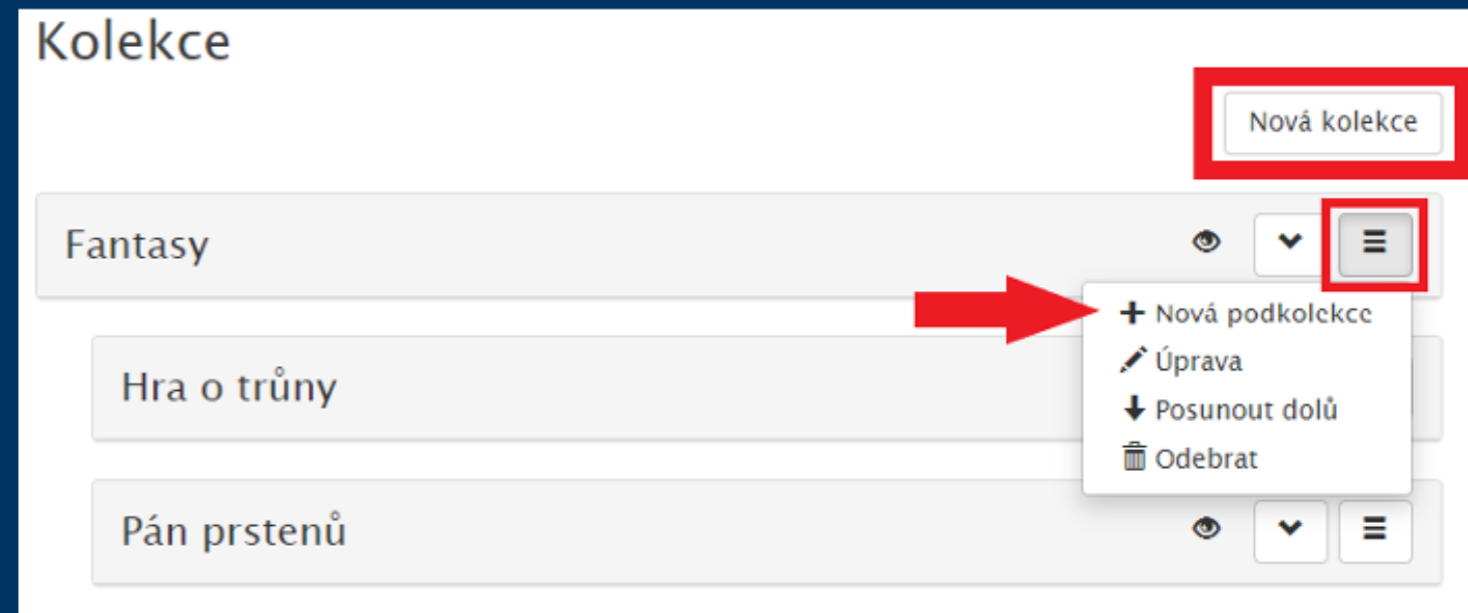 Kolekce
Nová kolekce
Fantasy
Nová podkolekce
Úprava
Hra o trůny
Posunout dolů
Odebrat
Pán prstenů